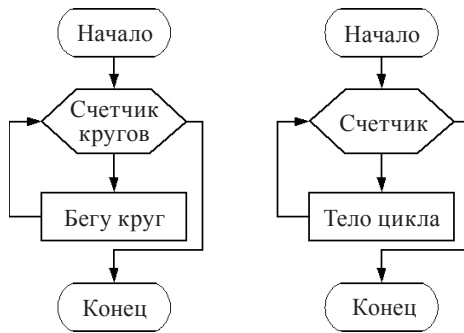 Начало
Счетчик
кругов
Бегу круг
Конец
Начало
Счетчик
Тело цикла
Конец